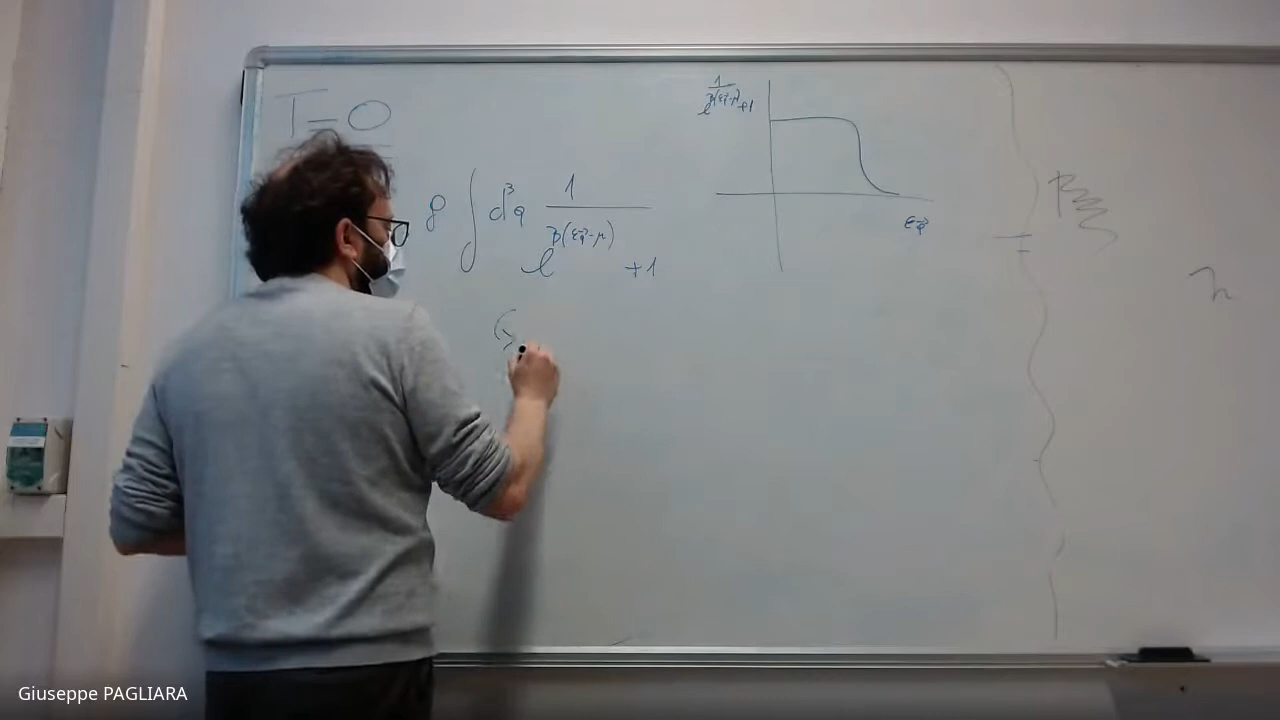 T=0
1
e^β(ε_q⃗-μ) +1
g ∫ d³q 1
e^β(ε_q⃗-μ) +1
ε_q⃗
Giuseppe PAGLIARA